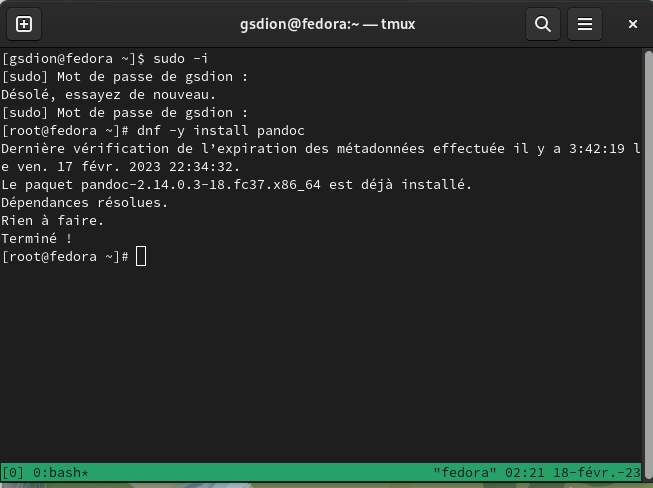 gsdion@fedora:~ — tmux
[gsdion@fedora ~]$ sudo -i
[sudo] Mot de passe de gsdion :
Désolé, essayez de nouveau.
[sudo] Mot de passe de gsdion :
[root@fedora ~]# dnf -y install pandoc
Dernière vérification de l’expiration des métadonnées effectuée il y a 3:42:19 l
e ven. 17 févr. 2023 22:34:32.
Le paquet pandoc-2.14.0.3-18.fc37.x86_64 est déjà installé.
Dépendances résolues.
Rien à faire.
Terminé !
[root@fedora ~]#
[0] 0:bash* "fedora" 02:21 18-févr.-23